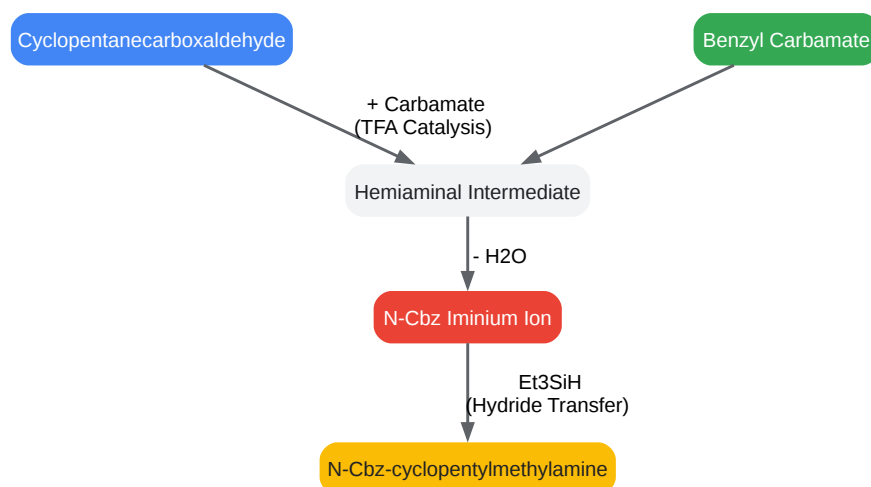 Cyclopentanecarboxaldehyde
Benzyl Carbamate
+ Carbamate
(TFA Catalysis)
Hemiaminal Intermediate
- H2O
N-Cbz Iminium Ion
Et3SiH
(Hydride Transfer)
N-Cbz-cyclopentylmethylamine